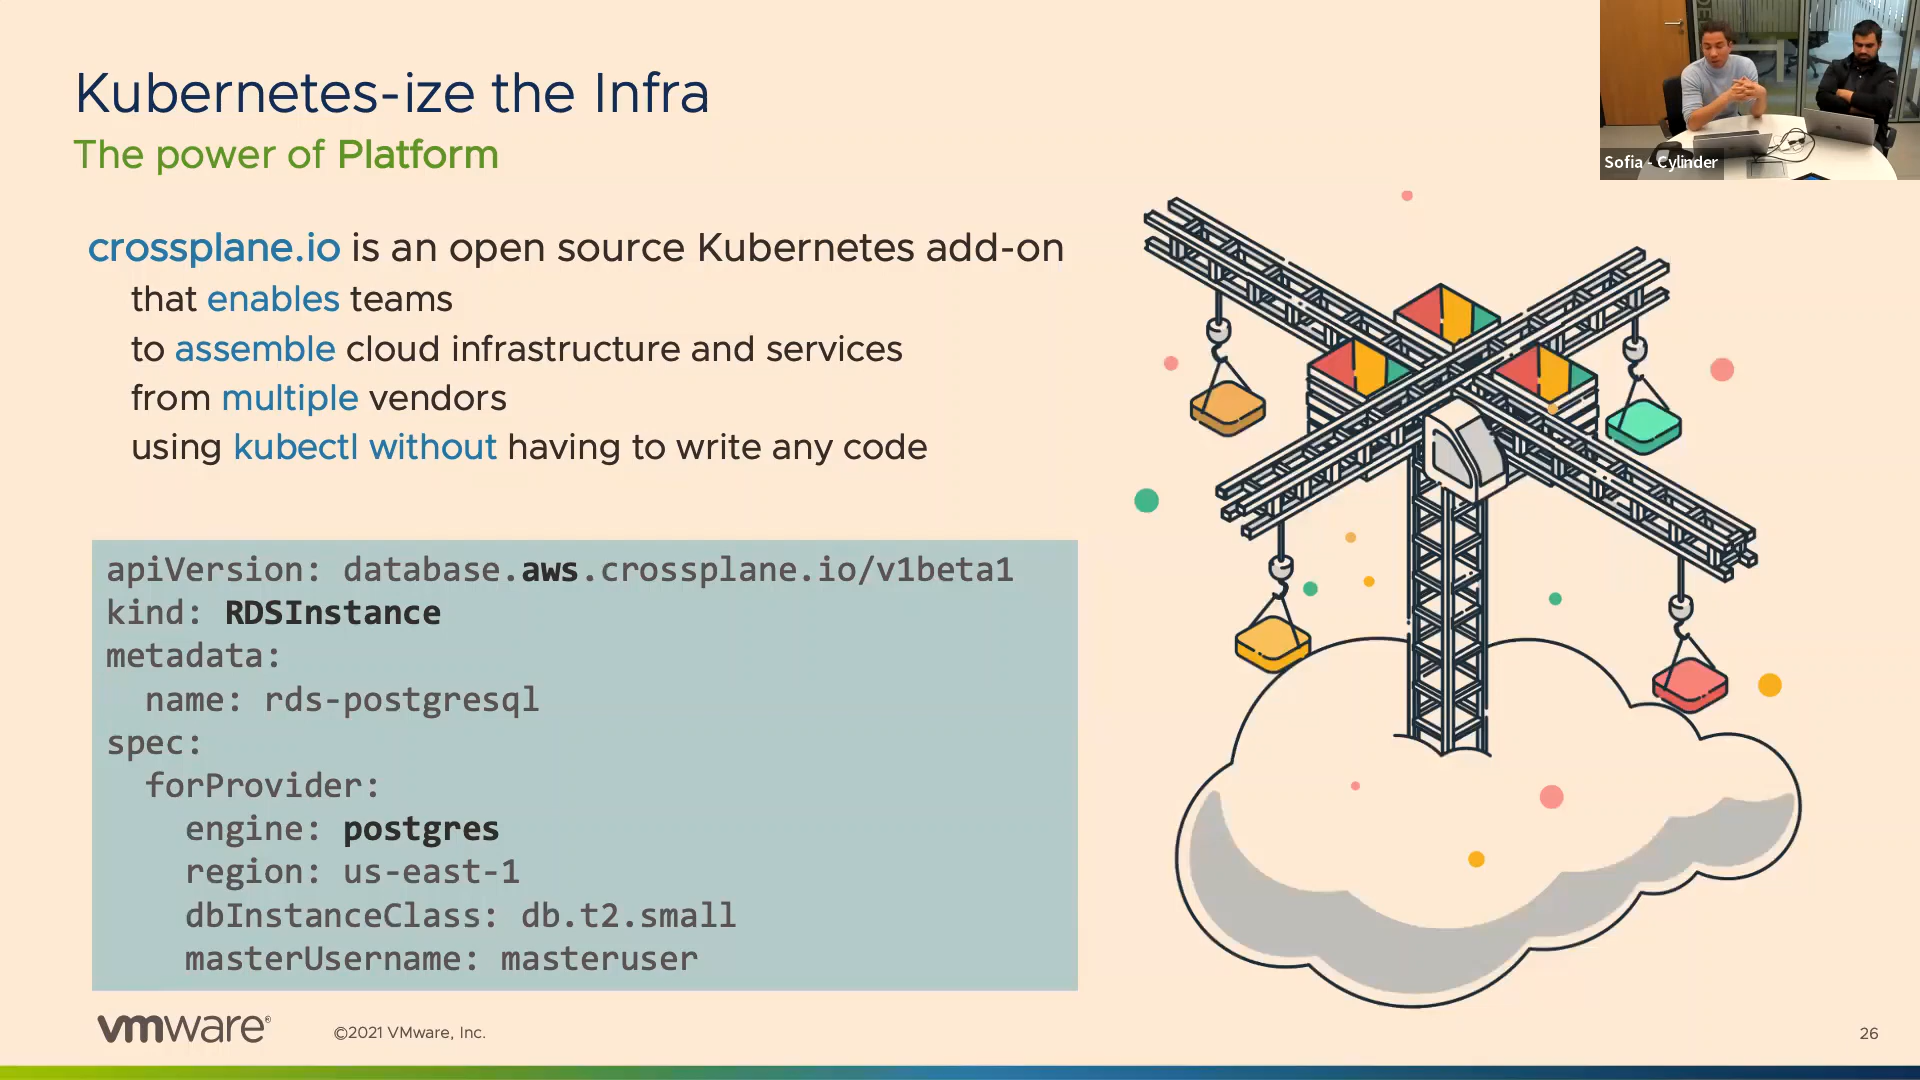 Kubernetes-ize the Infra
The power of Platform
Sofia - Cylinder
crossplane.io is an open source Kubernetes add-on
that enables teams
to assemble cloud infrastructure and services
from multiple vendors
using kubectl without having to write any code
apiVersion: database.aws.crossplane.io/v1beta1
kind: RDSInstance
metadata:
  name: rds-postgresql
spec:
  forProvider:
    engine: postgres
    region: us-east-1
    dbInstanceClass: db.t2.small
    masterUsername: masteruser
vmware®
©2021 VMware, Inc.
26